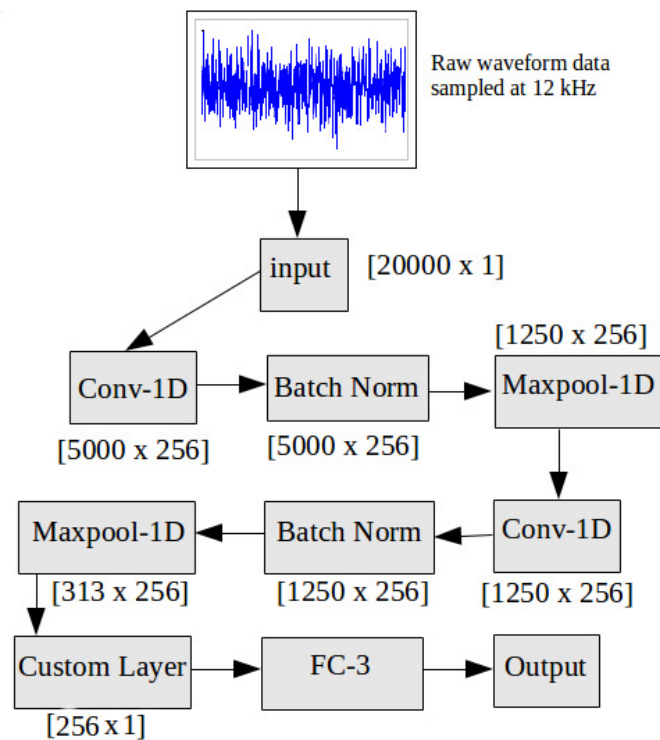 Raw waveform data
sampled at 12 kHz
input
[20000 x 1]
[1250 x 256]
Conv-1D
Batch Norm
Maxpool-1D
[5000 x 256]
[5000 x 256]
Maxpool-1D
Batch Norm
Conv-1D
[313 x 256]
[1250 x 256]
[1250 x 256]
Custom Layer
FC-3
Output
[256 x 1]